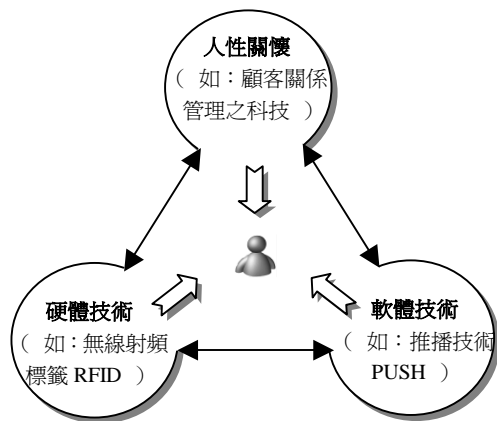 人性關懷
（ 如：顧客關係
管理之科技 ）
硬體技術
（ 如：無線射頻
標籤 RFID ）
軟體技術
（ 如：推播技術
PUSH ）